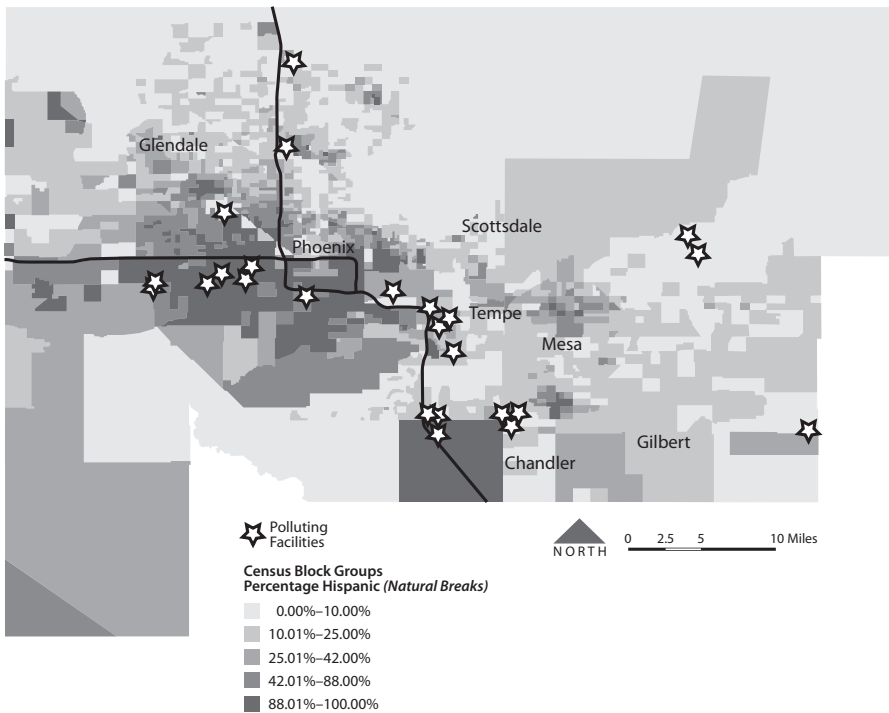 Glendale
Scottsdale
Phoenix
Tempe
Mesa
Gilbert
Chandler
Polluting
Facilities
NORTH
0 2.5 5 10 Miles
Census Block Groups
Percentage Hispanic (Natural Breaks)
0.00%–10.00%
10.01%–25.00%
25.01%–42.00%
42.01%–88.00%
88.01%–100.00%